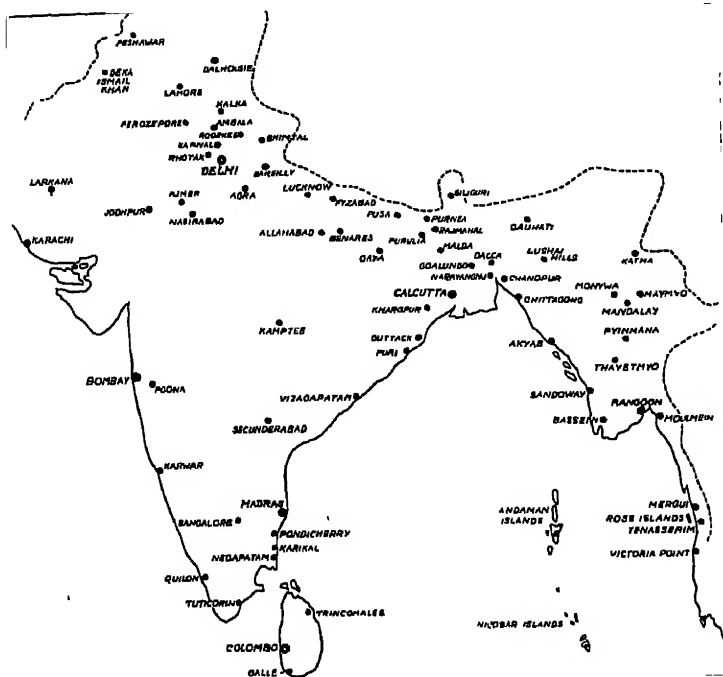 PESHAWAR
DERA
ISMAIL
KHAN
DALHOUSIE
LAHORE
KALKA
FEROZEPORE
AMBALA
ROORKEE
KARNAL
BHIMTAL
RHOTAK
DELHI
BAREILLY
LARKANA
AJMER
AGRA
LUCKNOW
FYZABAD
SILIGURI
JODHPUR
NASIRABAD
PUSA
PURNEA
GAUHATI
RAJMAHAL
KARACHI
ALLAHABAD
BENARES
PURULIA
MALDA
GAYA
DACCA
LUSHAI
HILLS
KATHA
GOALUNDO
NARAYANGNJ
CHANDPUR
CALCUTTA
CHITTAGONG
MONYWA
MAYMYO
MANDALAY
KHARGPUR
KAMPTEE
CUTTACK
PURI
AKYAB
PYINMANA
THAYETMYO
BOMBAY
POONA
VIZAGAPATAM
SANDOWAY
RANGOON
SECUNDERABAD
BASSEIN
MOULMEIN
KARWAR
MADRAS
BANGALORE
ANDAMAN
ISLANDS
MERGUI
ROSS ISLANDS
TENASSERIM
PONDICHERRY
KARIKAL
NEGAPATAM
VICTORIA POINT
QUILON
TUTICORIN
TRINCOMALEE
NICOBAR ISLANDS
COLOMBO
GALLE